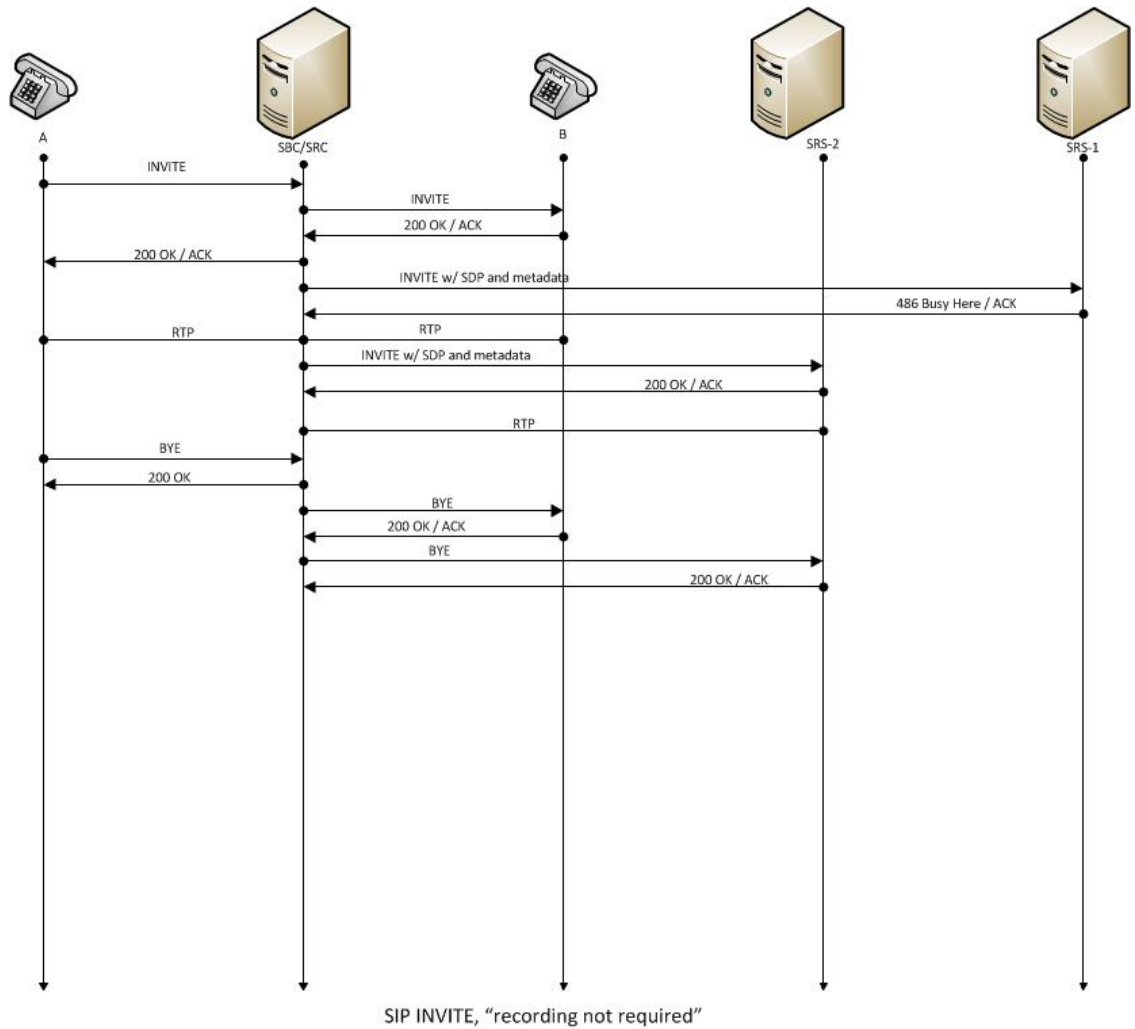 A
SBC/SRC
B
SRS-2
SRS-1
INVITE
INVITE
200 OK / ACK
200 OK / ACK
INVITE w/ SDP and metadata
486 Busy Here / ACK
RTP
RTP
INVITE w/ SDP and metadata
200 OK / ACK
RTP
BYE
200 OK
BYE
200 OK / ACK
BYE
200 OK / ACK
SIP INVITE, “recording not required”